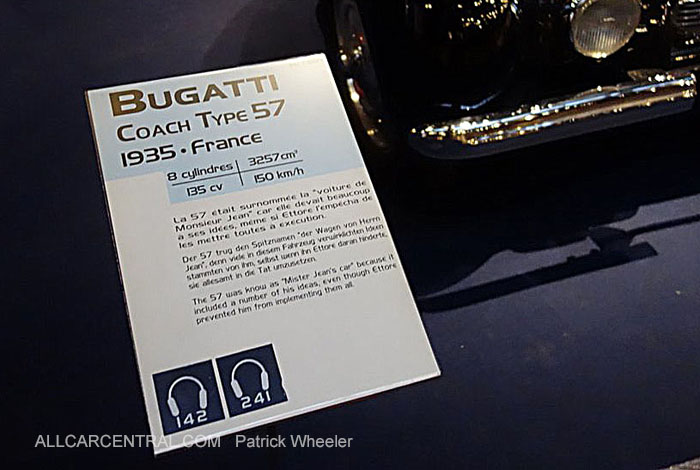 BUGATTI
COACH TYPE 57
1935 • FRANCE
8 cylindres | 3257 cm³
135 cv | 150 km/h
La 57 était surnommée la "voiture de
Monsieur Jean" car elle devait beaucoup
à ses idées, même si Ettore l'empêcha de
les mettre toutes à exécution.
Der 57 trug den Spitznamen "der Wagen von Herrn
Jean", denn viele in diesem Fahrzeug verwirklichten Ideen
stammten von ihm, selbst wenn ihn Ettore daran hinderte,
sie allesamt in die Tat umzusetzen.
The 57 was know as "Mister Jean's car" because it
included a number of his ideas, even though Ettore
prevented him from implementing them all.
142 241
ALLCARCENTRAL.COM Patrick Wheeler